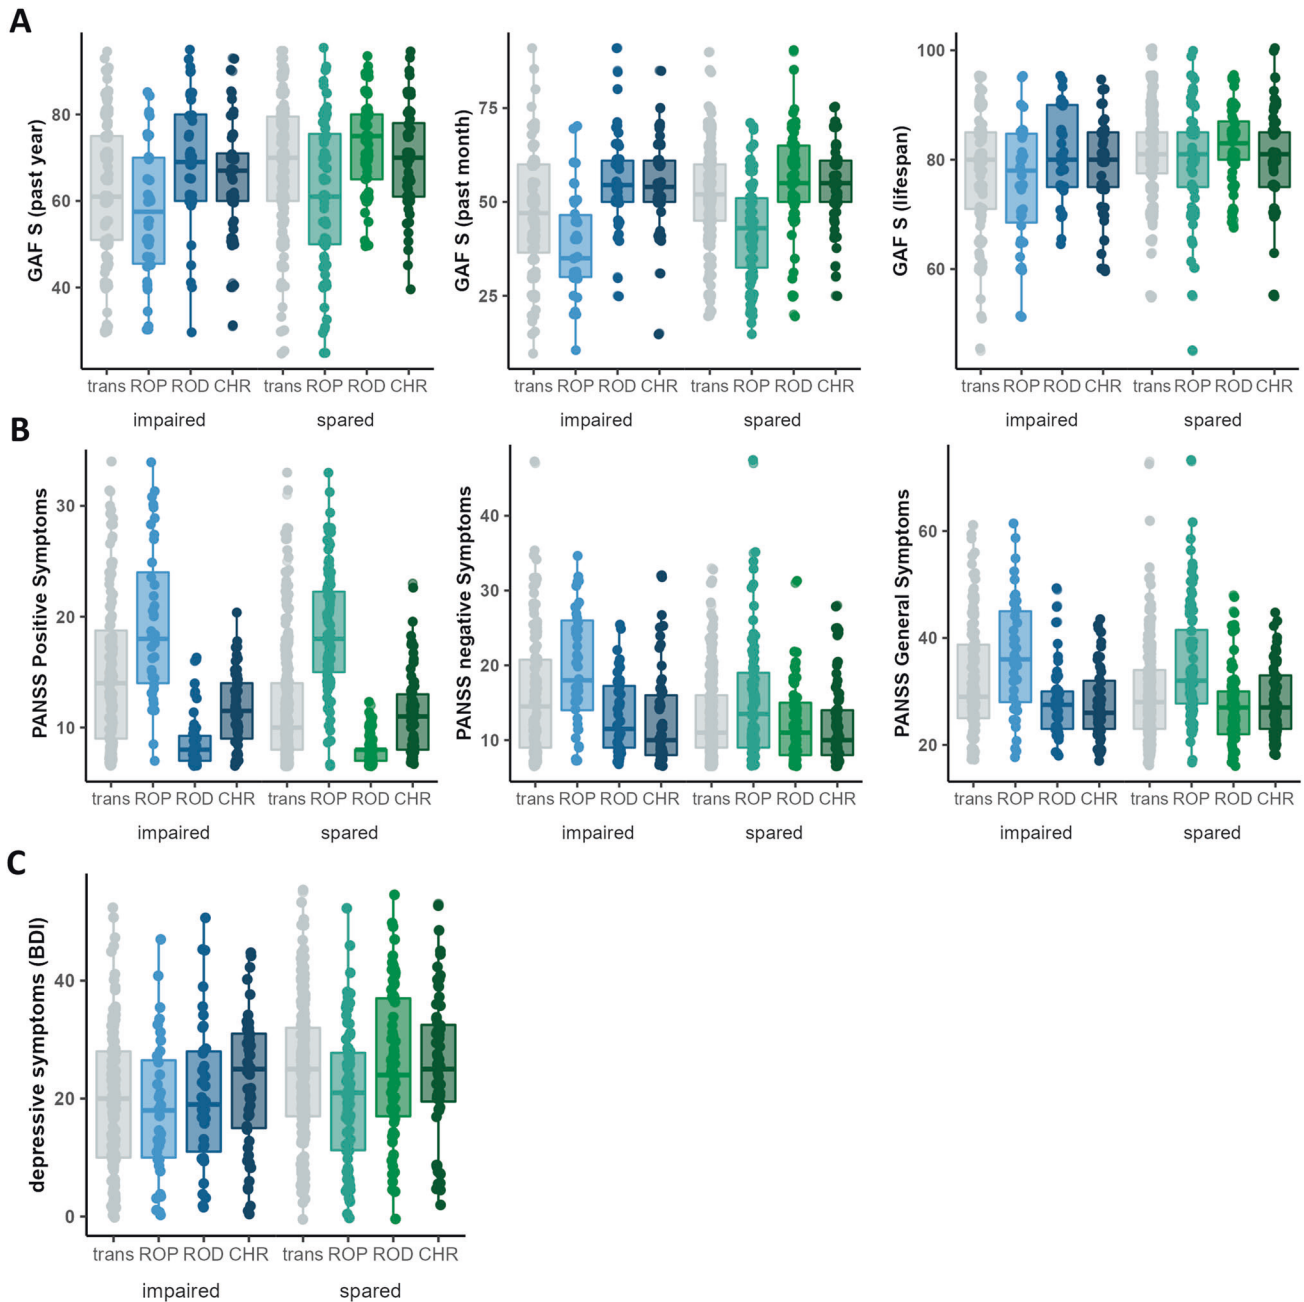 A
GAF S (past year)
80
60
40
trans ROP ROD CHR trans ROP ROD CHR
impaired spared
GAF S (past month)
75
50
25
trans ROP ROD CHR trans ROP ROD CHR
impaired spared
GAF S (lifespan)
100
80
60
trans ROP ROD CHR trans ROP ROD CHR
impaired spared
B
PANSS Positive Symptoms
30
20
10
trans ROP ROD CHR trans ROP ROD CHR
impaired spared
PANSS negative Symptoms
40
30
20
10
trans ROP ROD CHR trans ROP ROD CHR
impaired spared
PANSS General Symptoms
60
40
20
trans ROP ROD CHR trans ROP ROD CHR
impaired spared
C
depressive symptoms (BDI)
40
20
0
trans ROP ROD CHR trans ROP ROD CHR
impaired spared